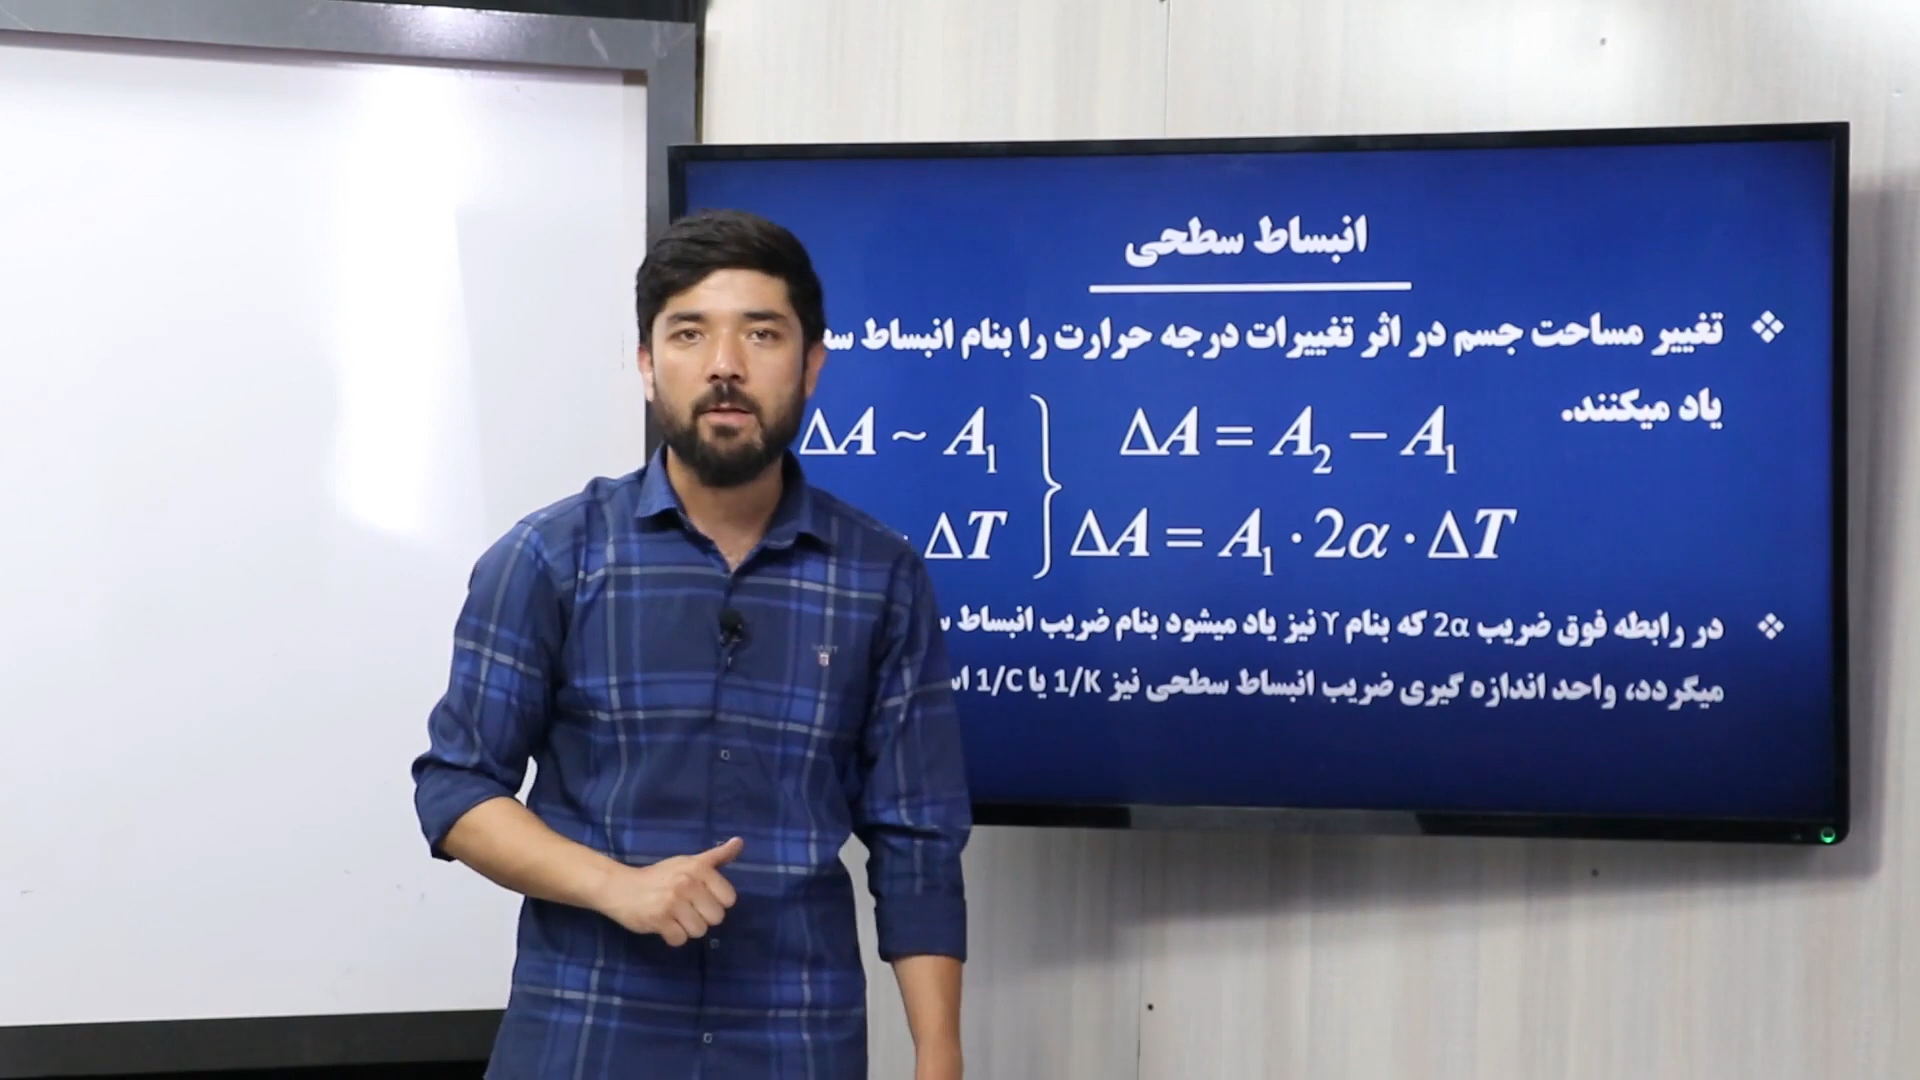 انبساط سطحی
❖ تغییر مساحت جسم در اثر تغییرات درجه حرارت را بنام انبساط
یاد میکنند.
ΔA ~ A₁ } ΔA = A₂ − A₁
ΔT } ΔA = A₁ · 2α · ΔT
❖ در رابطه فوق ضریب 2α که بنام ϒ نیز یاد میشود بنام ضریب انبساط
میگردد، واحد اندازه گیری ضریب انبساط سطحی نیز 1/K یا 1/C